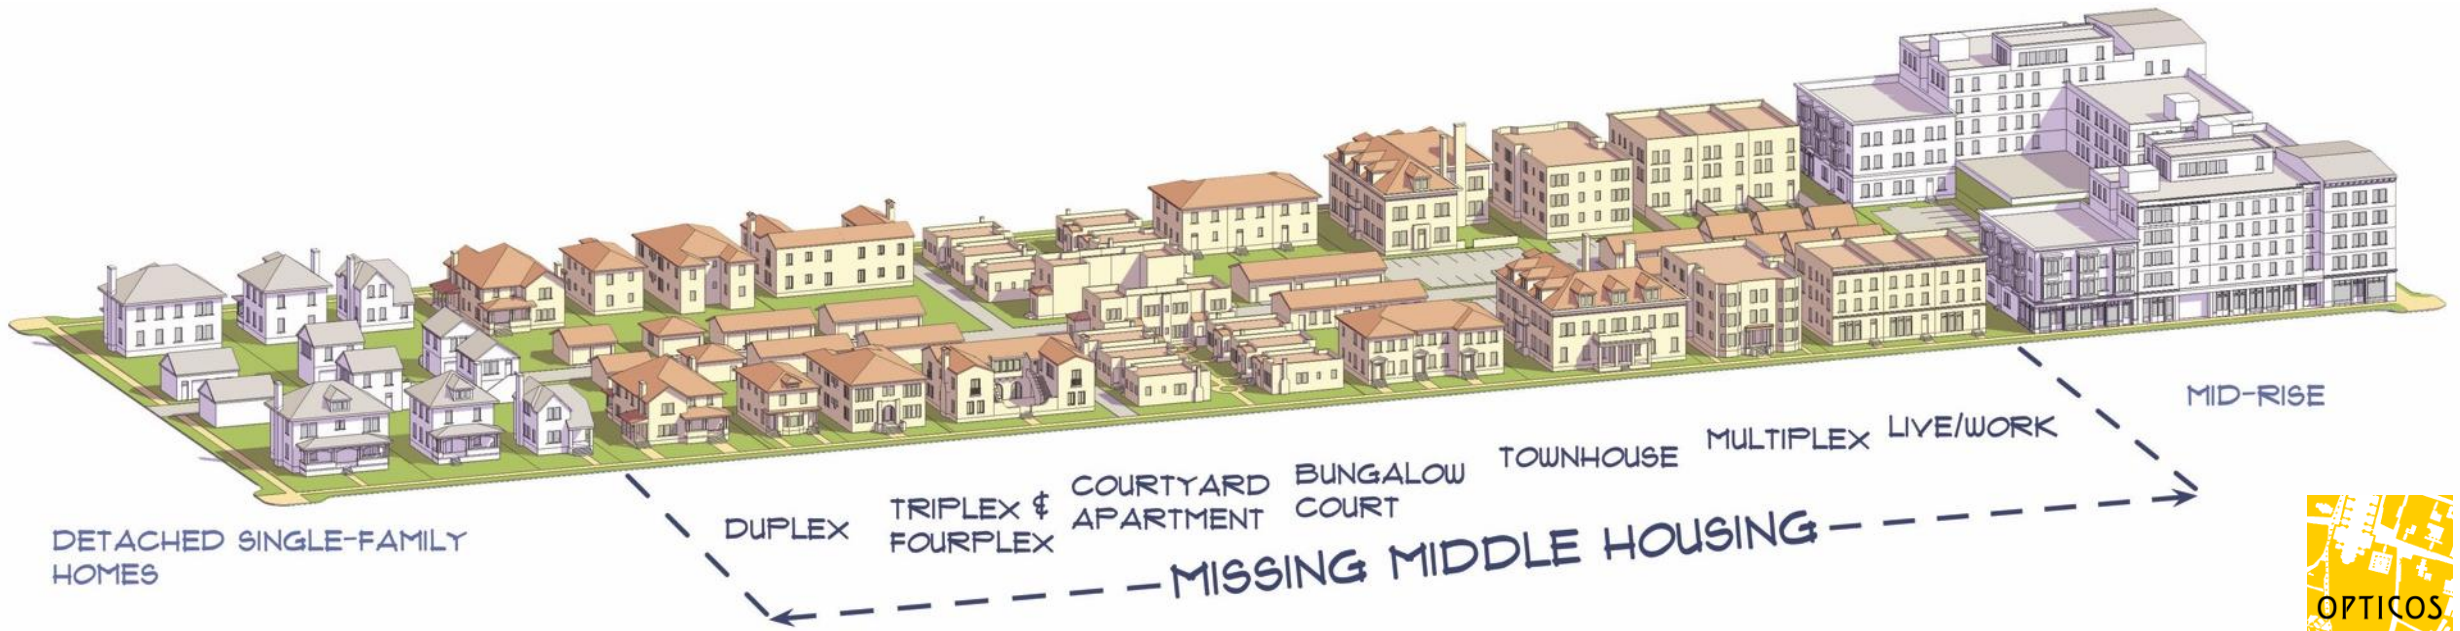 DETACHED SINGLE-FAMILY
HOMES
DUPLEX
TRIPLEX &
FOURPLEX
COURTYARD
APARTMENT
BUNGALOW
COURT
TOWNHOUSE
MULTIPLEX
LIVE/WORK
MID-RISE
MISSING MIDDLE HOUSING
OPTICOS